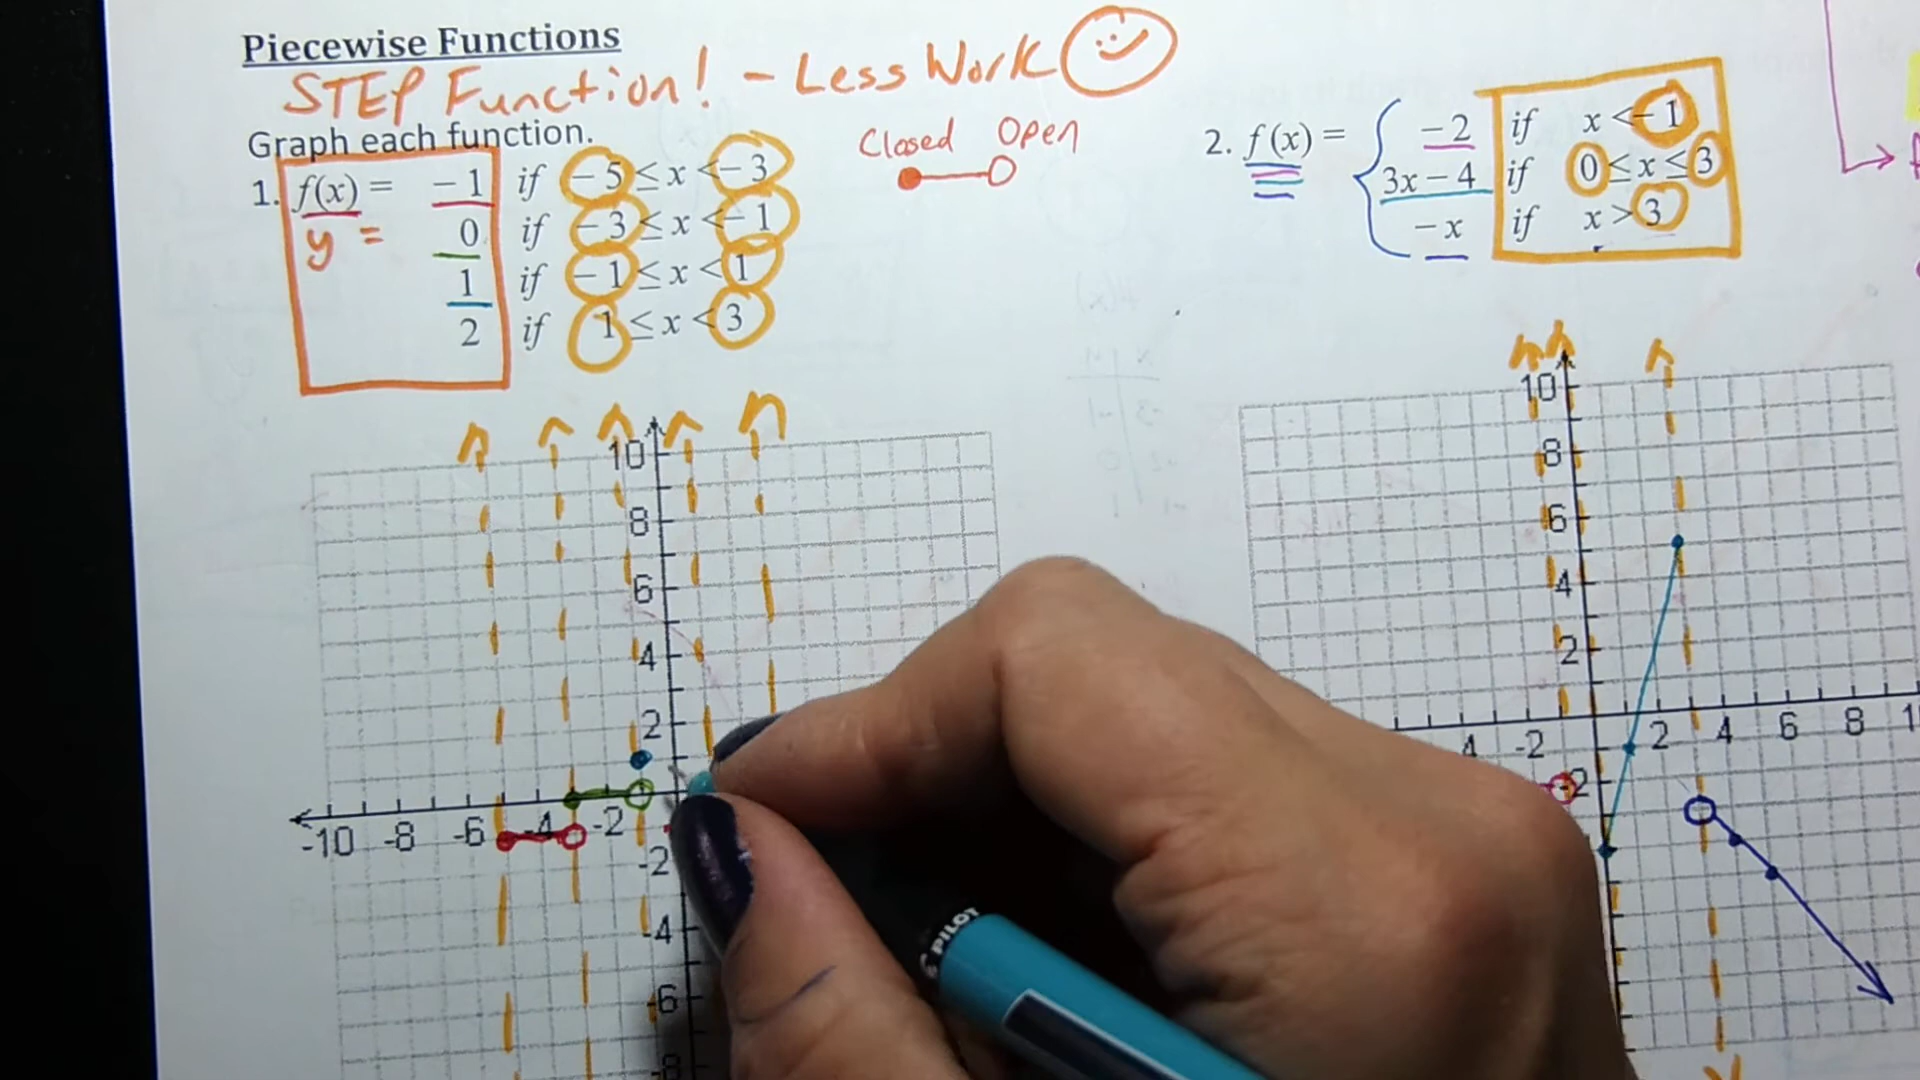 Piecewise Functions
STEP Function! - Less Work
Graph each function.
Closed Open
1. f(x) = -1 if -5 ≤ x < -3
y = 0 if -3 ≤ x < -1
1 if -1 ≤ x < 1
2 if 1 ≤ x < 3
2. f(x) = { -2 if x < -1
3x - 4 if 0 ≤ x ≤ 3
-x if x > 3
10
8
6
4
2
-10 -8 -6 -4 -2
-2
-4
-6
-8
10
8
6
4
2
-2 2 4 6 8
-2
PILOT